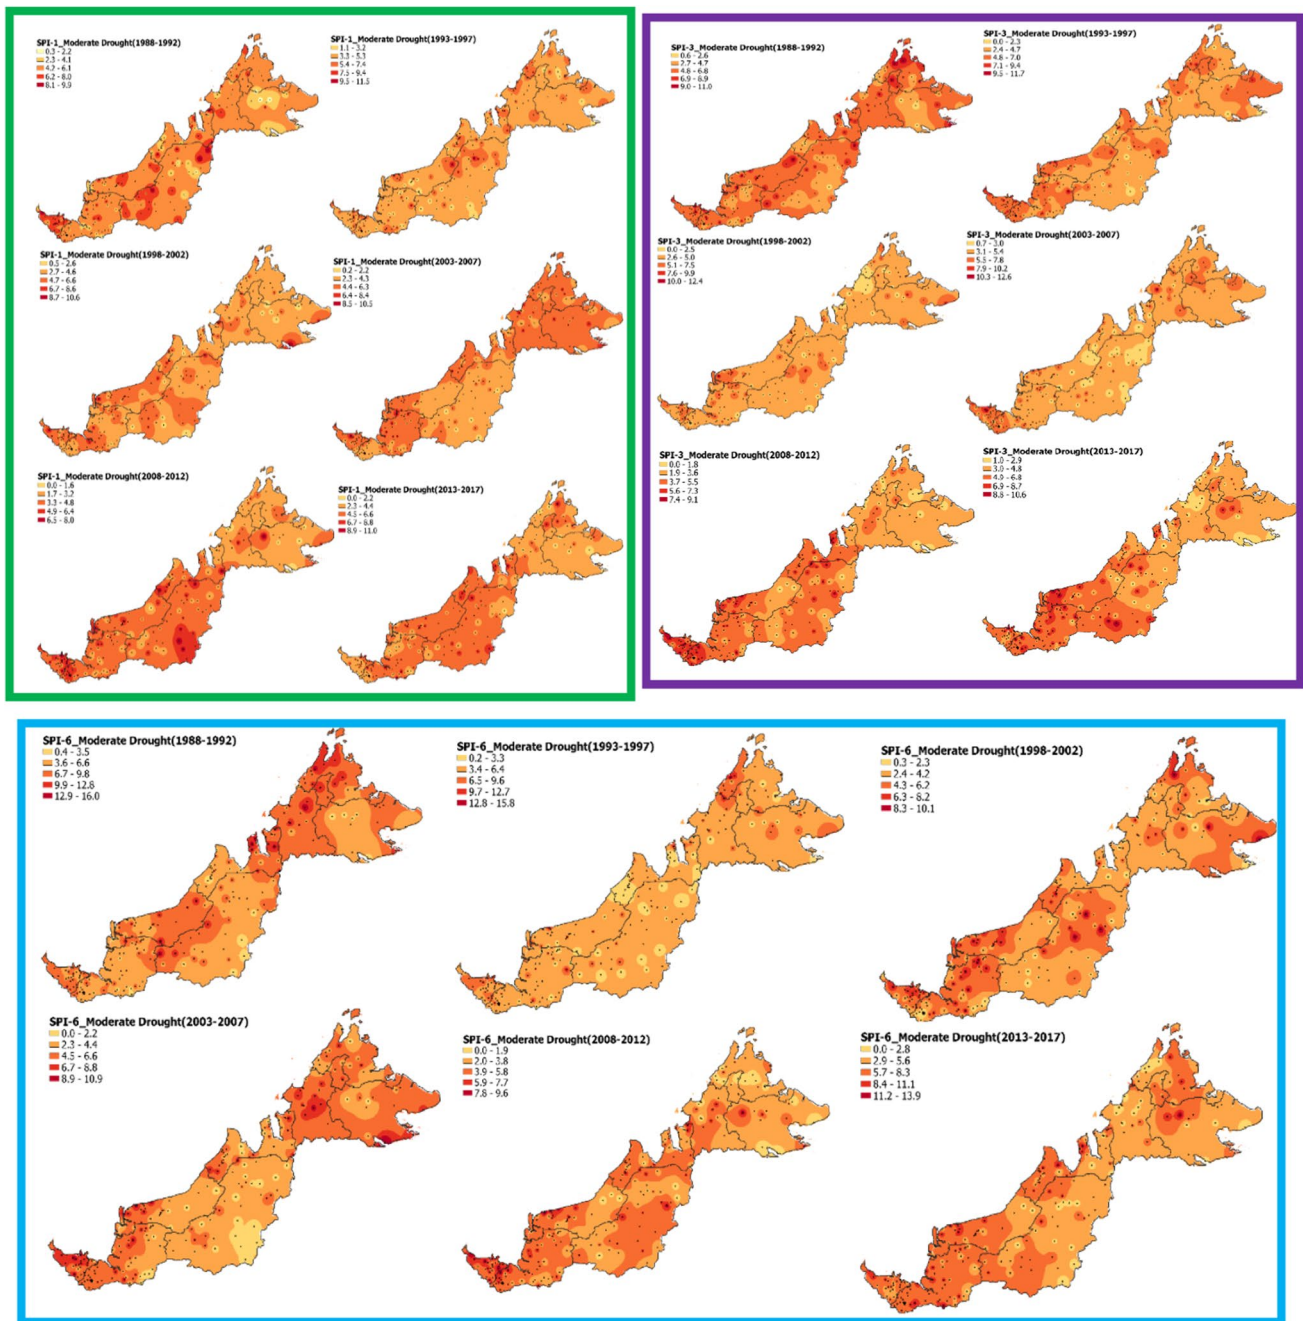 SPI-1_Moderate Drought(1988-1992)
0.3 - 2.2
2.3 - 4.1
4.2 - 6.1
6.2 - 8.0
8.1 - 9.9
SPI-1_Moderate Drought(1993-1997)
1.1 - 3.2
3.3 - 5.3
5.4 - 7.4
7.5 - 9.4
9.5 - 11.5
SPI-1_Moderate Drought(1998-2002)
0.5 - 2.6
2.7 - 4.6
4.7 - 6.6
6.7 - 8.6
8.7 - 10.6
SPI-1_Moderate Drought(2003-2007)
0.2 - 2.2
2.3 - 4.3
4.4 - 6.3
6.4 - 8.4
8.5 - 10.5
SPI-1_Moderate Drought(2008-2012)
0.0 - 1.6
1.7 - 3.2
3.3 - 4.8
4.9 - 6.4
6.5 - 8.0
SPI-1_Moderate Drought(2013-2017)
0.0 - 2.2
2.3 - 4.4
4.5 - 6.6
6.7 - 8.8
8.9 - 11.0
SPI-3_Moderate Drought(1988-1992)
0.6 - 2.6
2.7 - 4.7
4.8 - 6.8
6.9 - 8.9
9.0 - 11.0
SPI-3_Moderate Drought(1993-1997)
0.0 - 2.3
2.4 - 4.7
4.8 - 7.0
7.1 - 9.4
9.5 - 11.7
SPI-3_Moderate Drought(1998-2002)
0.0 - 2.5
2.6 - 5.0
5.1 - 7.5
7.6 - 9.9
10.0 - 12.4
SPI-3_Moderate Drought(2003-2007)
0.7 - 3.0
3.1 - 5.4
5.5 - 7.8
7.9 - 10.2
10.3 - 12.6
SPI-3_Moderate Drought(2008-2012)
0.0 - 1.8
1.9 - 3.6
3.7 - 5.5
5.6 - 7.3
7.4 - 9.1
SPI-3_Moderate Drought(2013-2017)
1.0 - 2.9
3.0 - 4.8
4.9 - 6.8
6.9 - 8.7
8.8 - 10.6
SPI-6_Moderate Drought(1988-1992)
0.4 - 3.5
3.6 - 6.6
6.7 - 9.8
9.9 - 12.8
12.9 - 16.0
SPI-6_Moderate Drought(1993-1997)
0.2 - 3.3
3.4 - 6.4
6.5 - 9.6
9.7 - 12.7
12.8 - 15.8
SPI-6_Moderate Drought(1998-2002)
0.3 - 2.3
2.4 - 4.2
4.3 - 6.2
6.3 - 8.2
8.3 - 10.1
SPI-6_Moderate Drought(2003-2007)
0.0 - 2.2
2.3 - 4.4
4.5 - 6.6
6.7 - 8.8
8.9 - 10.9
SPI-6_Moderate Drought(2008-2012)
0.0 - 1.9
2.0 - 3.8
3.9 - 5.8
5.9 - 7.7
7.8 - 9.6
SPI-6_Moderate Drought(2013-2017)
0.0 - 2.8
2.9 - 5.6
5.7 - 8.3
8.4 - 11.1
11.2 - 13.9